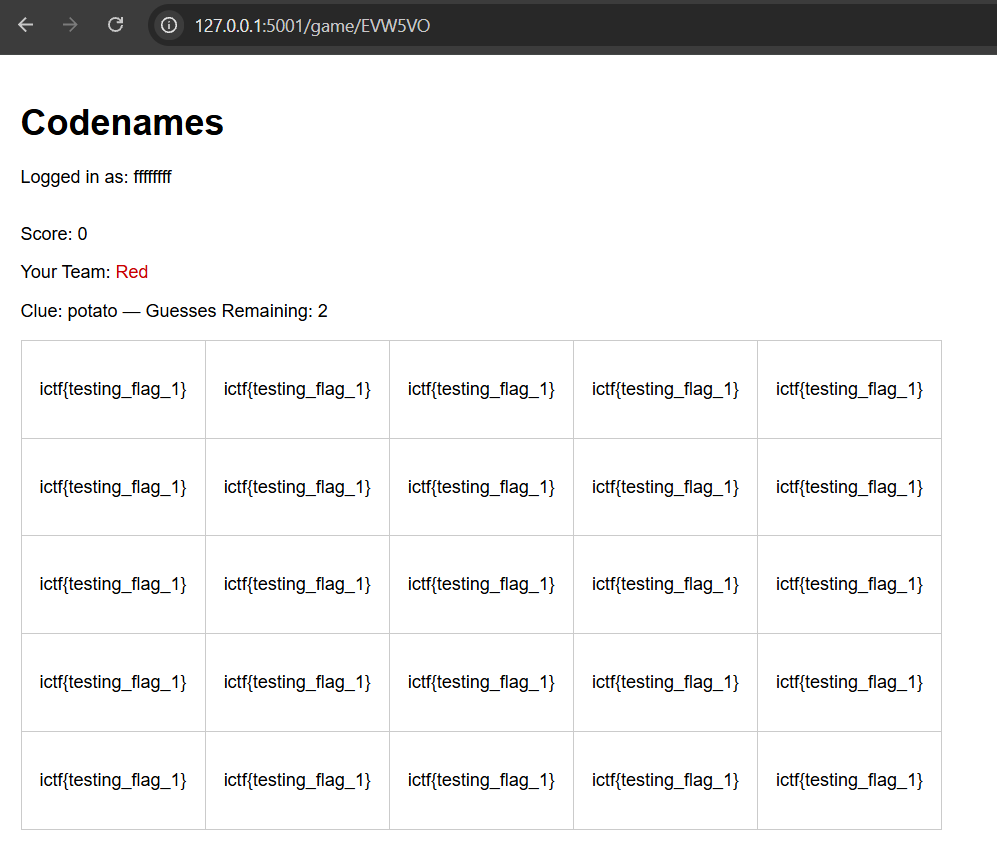 127.0.0.1:5001/game/EVW5VO
Codenames
Logged in as: ffffffff
Score: 0
Your Team: Red
Clue: potato — Guesses Remaining: 2
ictf{testing_flag_1} ictf{testing_flag_1} ictf{testing_flag_1} ictf{testing_flag_1} ictf{testing_flag_1}
ictf{testing_flag_1} ictf{testing_flag_1} ictf{testing_flag_1} ictf{testing_flag_1} ictf{testing_flag_1}
ictf{testing_flag_1} ictf{testing_flag_1} ictf{testing_flag_1} ictf{testing_flag_1} ictf{testing_flag_1}
ictf{testing_flag_1} ictf{testing_flag_1} ictf{testing_flag_1} ictf{testing_flag_1} ictf{testing_flag_1}
ictf{testing_flag_1} ictf{testing_flag_1} ictf{testing_flag_1} ictf{testing_flag_1} ictf{testing_flag_1}